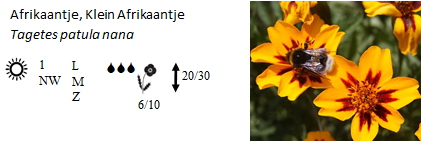 Afrikaantje, Klein Afrikaantje
Tagetes patula nana
1
NW
L
M
Z
20/30
6/10